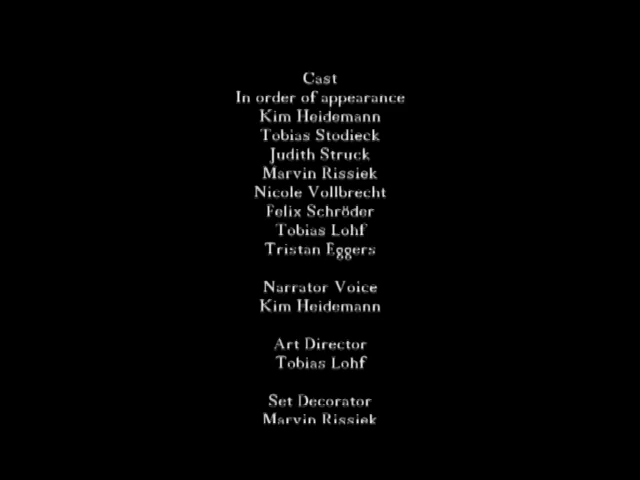 Cast
In order of appearance
Kim Heidemann
Tobias Stodieck
Judith Struck
Marvin Rissiek
Nicole Vollbrecht
Felix Schröder
Tobias Lohf
Tristan Eggers
Narrator Voice
Kim Heidemann
Art Director
Tobias Lohf
Set Decorator
Marvin Rissiek